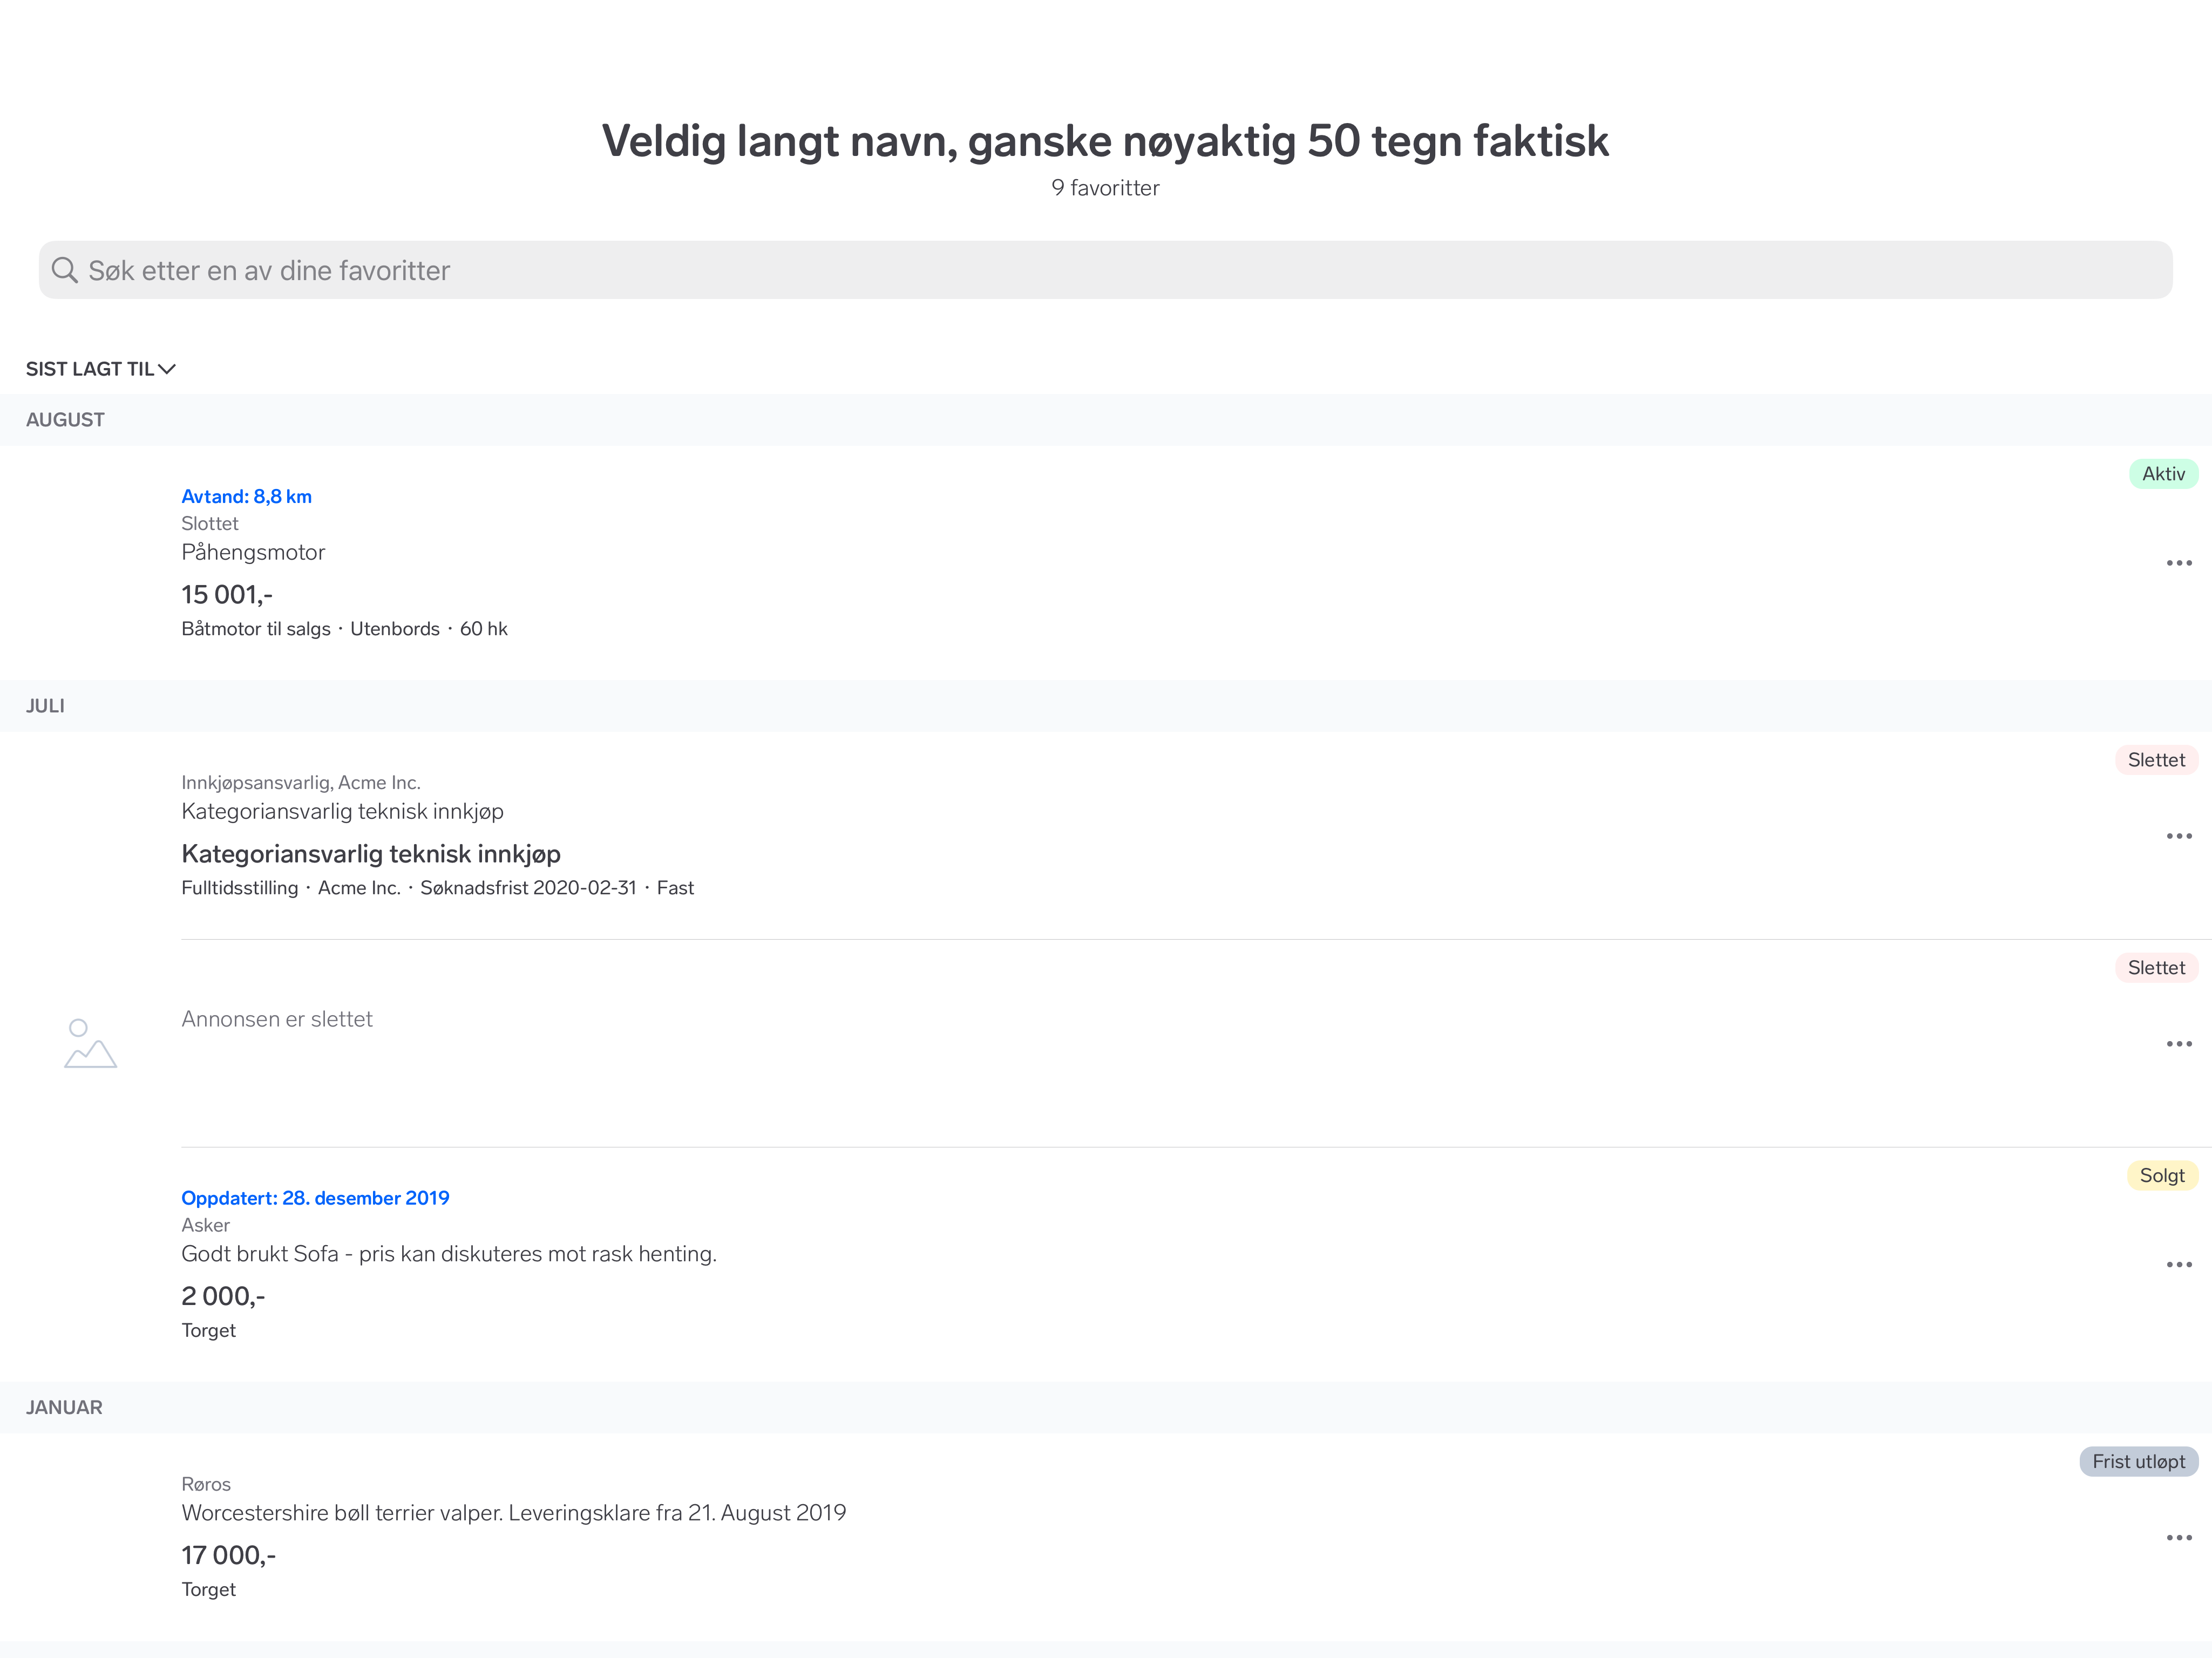 Veldig langt navn, ganske nøyaktig 50 tegn faktisk
9 favoritter
Søk etter en av dine favoritter
SIST LAGT TIL
AUGUST
Aktiv
Avtand: 8,8 km
Slottet
Påhengsmotor
15 001,-
Båtmotor til salgs · Utenbords · 60 hk
JULI
Slettet
Innkjøpsansvarlig, Acme Inc.
Kategoriansvarlig teknisk innkjøp
Kategoriansvarlig teknisk innkjøp
Fulltidsstilling · Acme Inc. · Søknadsfrist 2020-02-31 · Fast
Slettet
Annonsen er slettet
Solgt
Oppdatert: 28. desember 2019
Asker
Godt brukt Sofa - pris kan diskuteres mot rask henting.
2 000,-
Torget
JANUAR
Frist utløpt
Røros
Worcestershire bøll terrier valper. Leveringsklare fra 21. August 2019
17 000,-
Torget